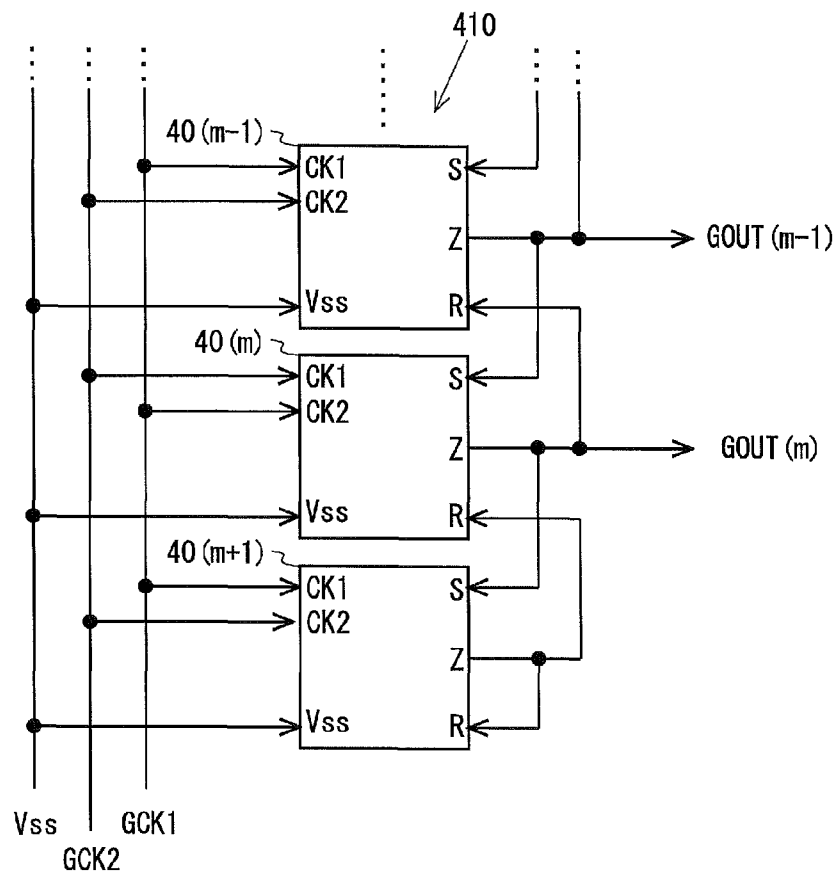 410
40(m-1)
CK1
S
CK2
Z
GOUT(m-1)
Vss
R
40(m)
CK1
S
CK2
Z
GOUT(m)
Vss
R
40(m+1)
CK1
S
CK2
Z
Vss
R
Vss
GCK1
GCK2